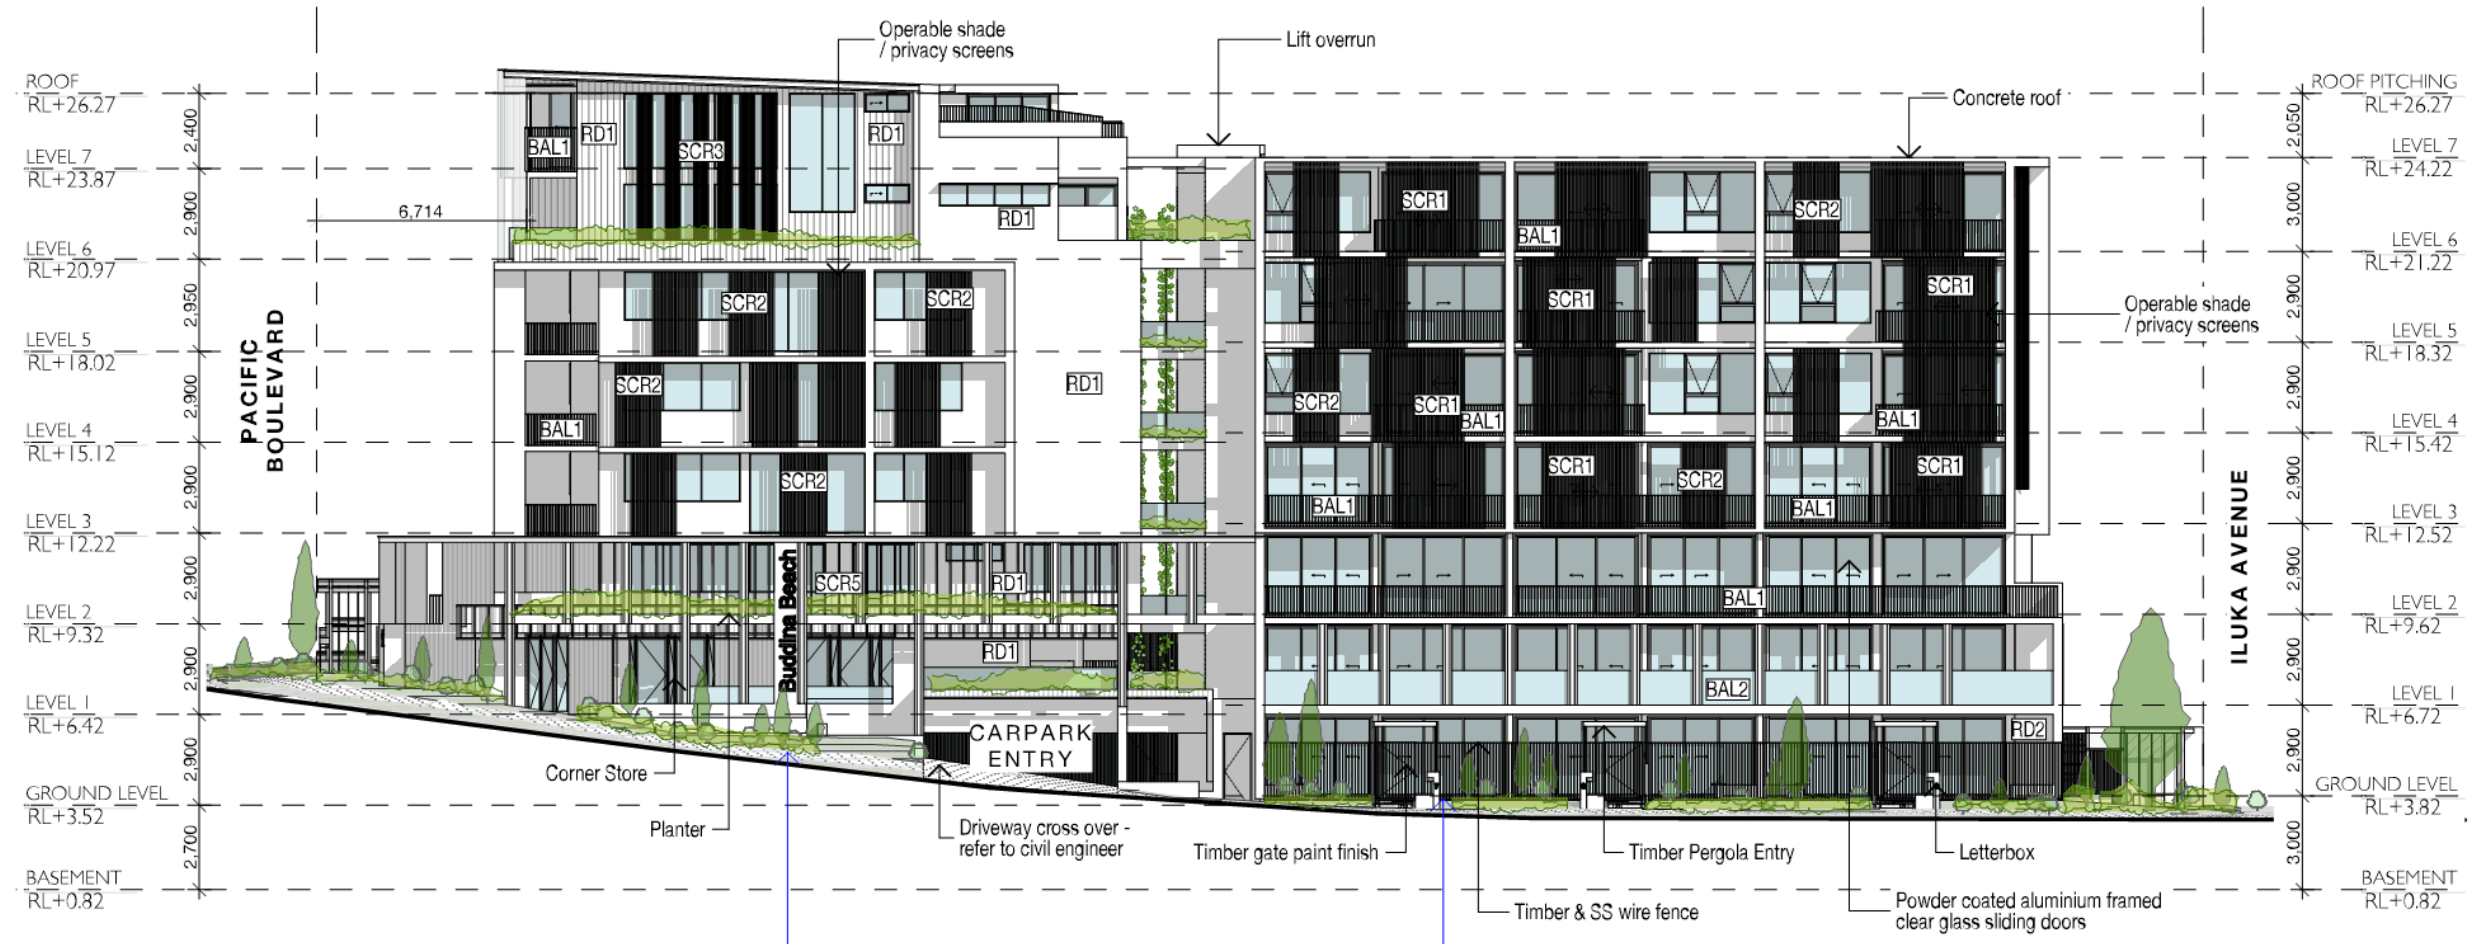 Operable shade
/ privacy screens
Lift overrun
Concrete roof
ROOF
RL+26.27
2,400
LEVEL 7
RL+23.87
2,900
LEVEL 6
RL+20.97
2,950
LEVEL 5
RL+18.02
2,900
LEVEL 4
RL+15.12
2,900
LEVEL 3
RL+12.22
2,900
LEVEL 2
RL+9.32
2,900
LEVEL 1
RL+6.42
2,900
GROUND LEVEL
RL+3.52
2,700
BASEMENT
RL+0.82
6,714
PACIFIC
BOULEVARD
BAL1
RD1
SCR3
RD1
RD1
SCR2
SCR2
SCR2
BAL1
RD1
SCR2
Buddina Beach
SCR5
RD1
RD1
CARPARK
ENTRY
SCR1
BAL1
SCR2
SCR1
SCR1
SCR2
SCR1
BAL1
BAL1
SCR1
SCR2
SCR1
BAL1
BAL1
BAL1
BAL2
RD2
Operable shade
/ privacy screens
Corner Store
Planter
Driveway cross over -
refer to civil engineer
Timber gate paint finish
Timber & SS wire fence
Timber Pergola Entry
Letterbox
Powder coated aluminium framed
clear glass sliding doors
ILUKA AVENUE
ROOF PITCHING
RL+26.27
2,050
LEVEL 7
RL+24.22
3,000
LEVEL 6
RL+21.22
2,900
LEVEL 5
RL+18.32
2,900
LEVEL 4
RL+15.42
2,900
LEVEL 3
RL+12.52
2,900
LEVEL 2
RL+9.62
2,900
LEVEL 1
RL+6.72
2,900
GROUND LEVEL
RL+3.82
3,000
BASEMENT
RL+0.82